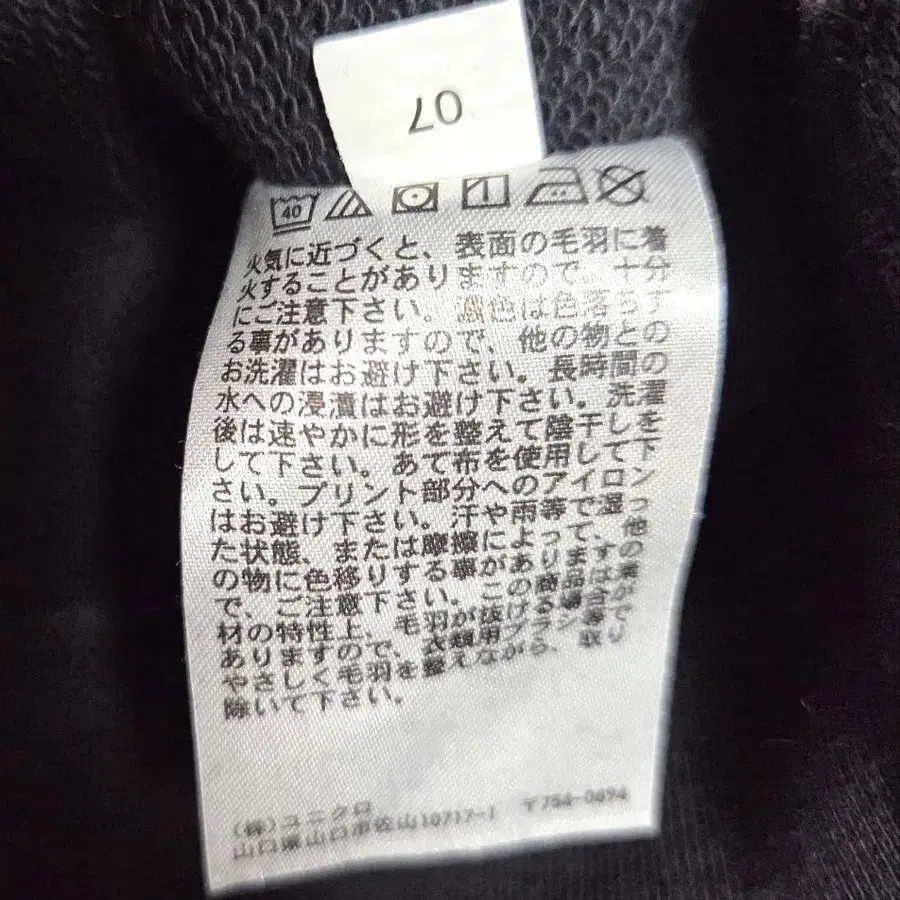 07
40
火気に近づくと、表面の毛羽に着
火することがありますので、十分
にご注意下さい。濃色は色落ちす
る事がありますので、他の物との
お洗濯はお避け下さい。長時間の
水への浸漬はお避け下さい。洗濯
後は速やかに形を整えて陰干しを
して下さい。あて布を使用して下
さい。プリント部分へのアイロン
はお避け下さい。汗や雨等で湿っ
た状態、または摩擦によって、他
の物に色移りする事がありますの
で、ご注意下さい。この商品は素
材の特性上、毛羽が抜ける場合が
ありますので、衣類用ブラシ等で
やさしく毛羽を整えながら、取り
除いて下さい。
(株)ユニクロ
山口県山口市佐山10717-1 〒754-0894